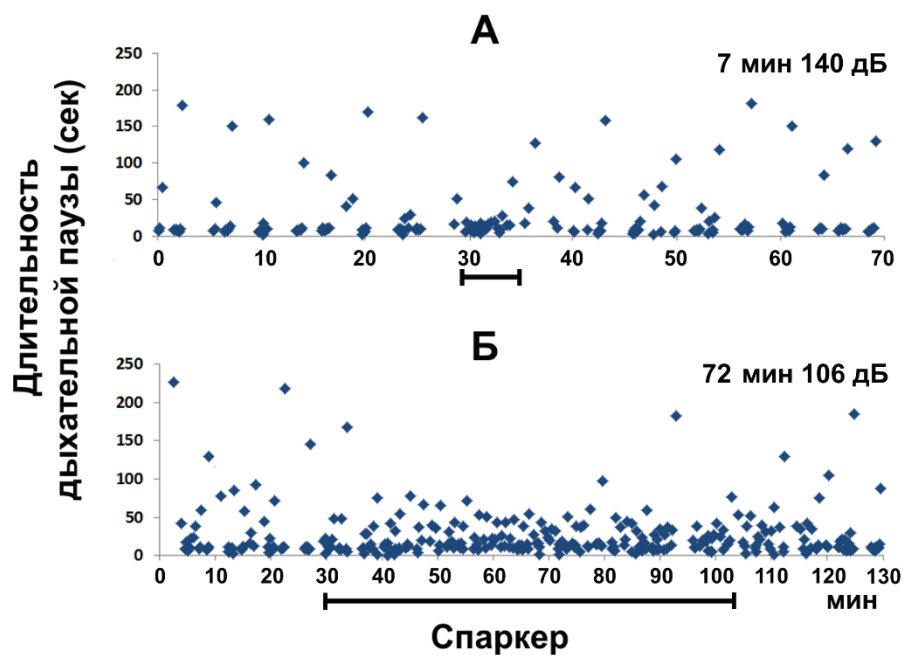 А
Длительность
дыхательной паузы (сек)
7 мин 140 дБ
250
200
150
100
50
0
0 10 20 30 40 50 60 70
Б
72 мин 106 дБ
250
200
150
100
50
0
0 10 20 30 40 50 60 70 80 90 100 110 120 130
мин
Спаркер